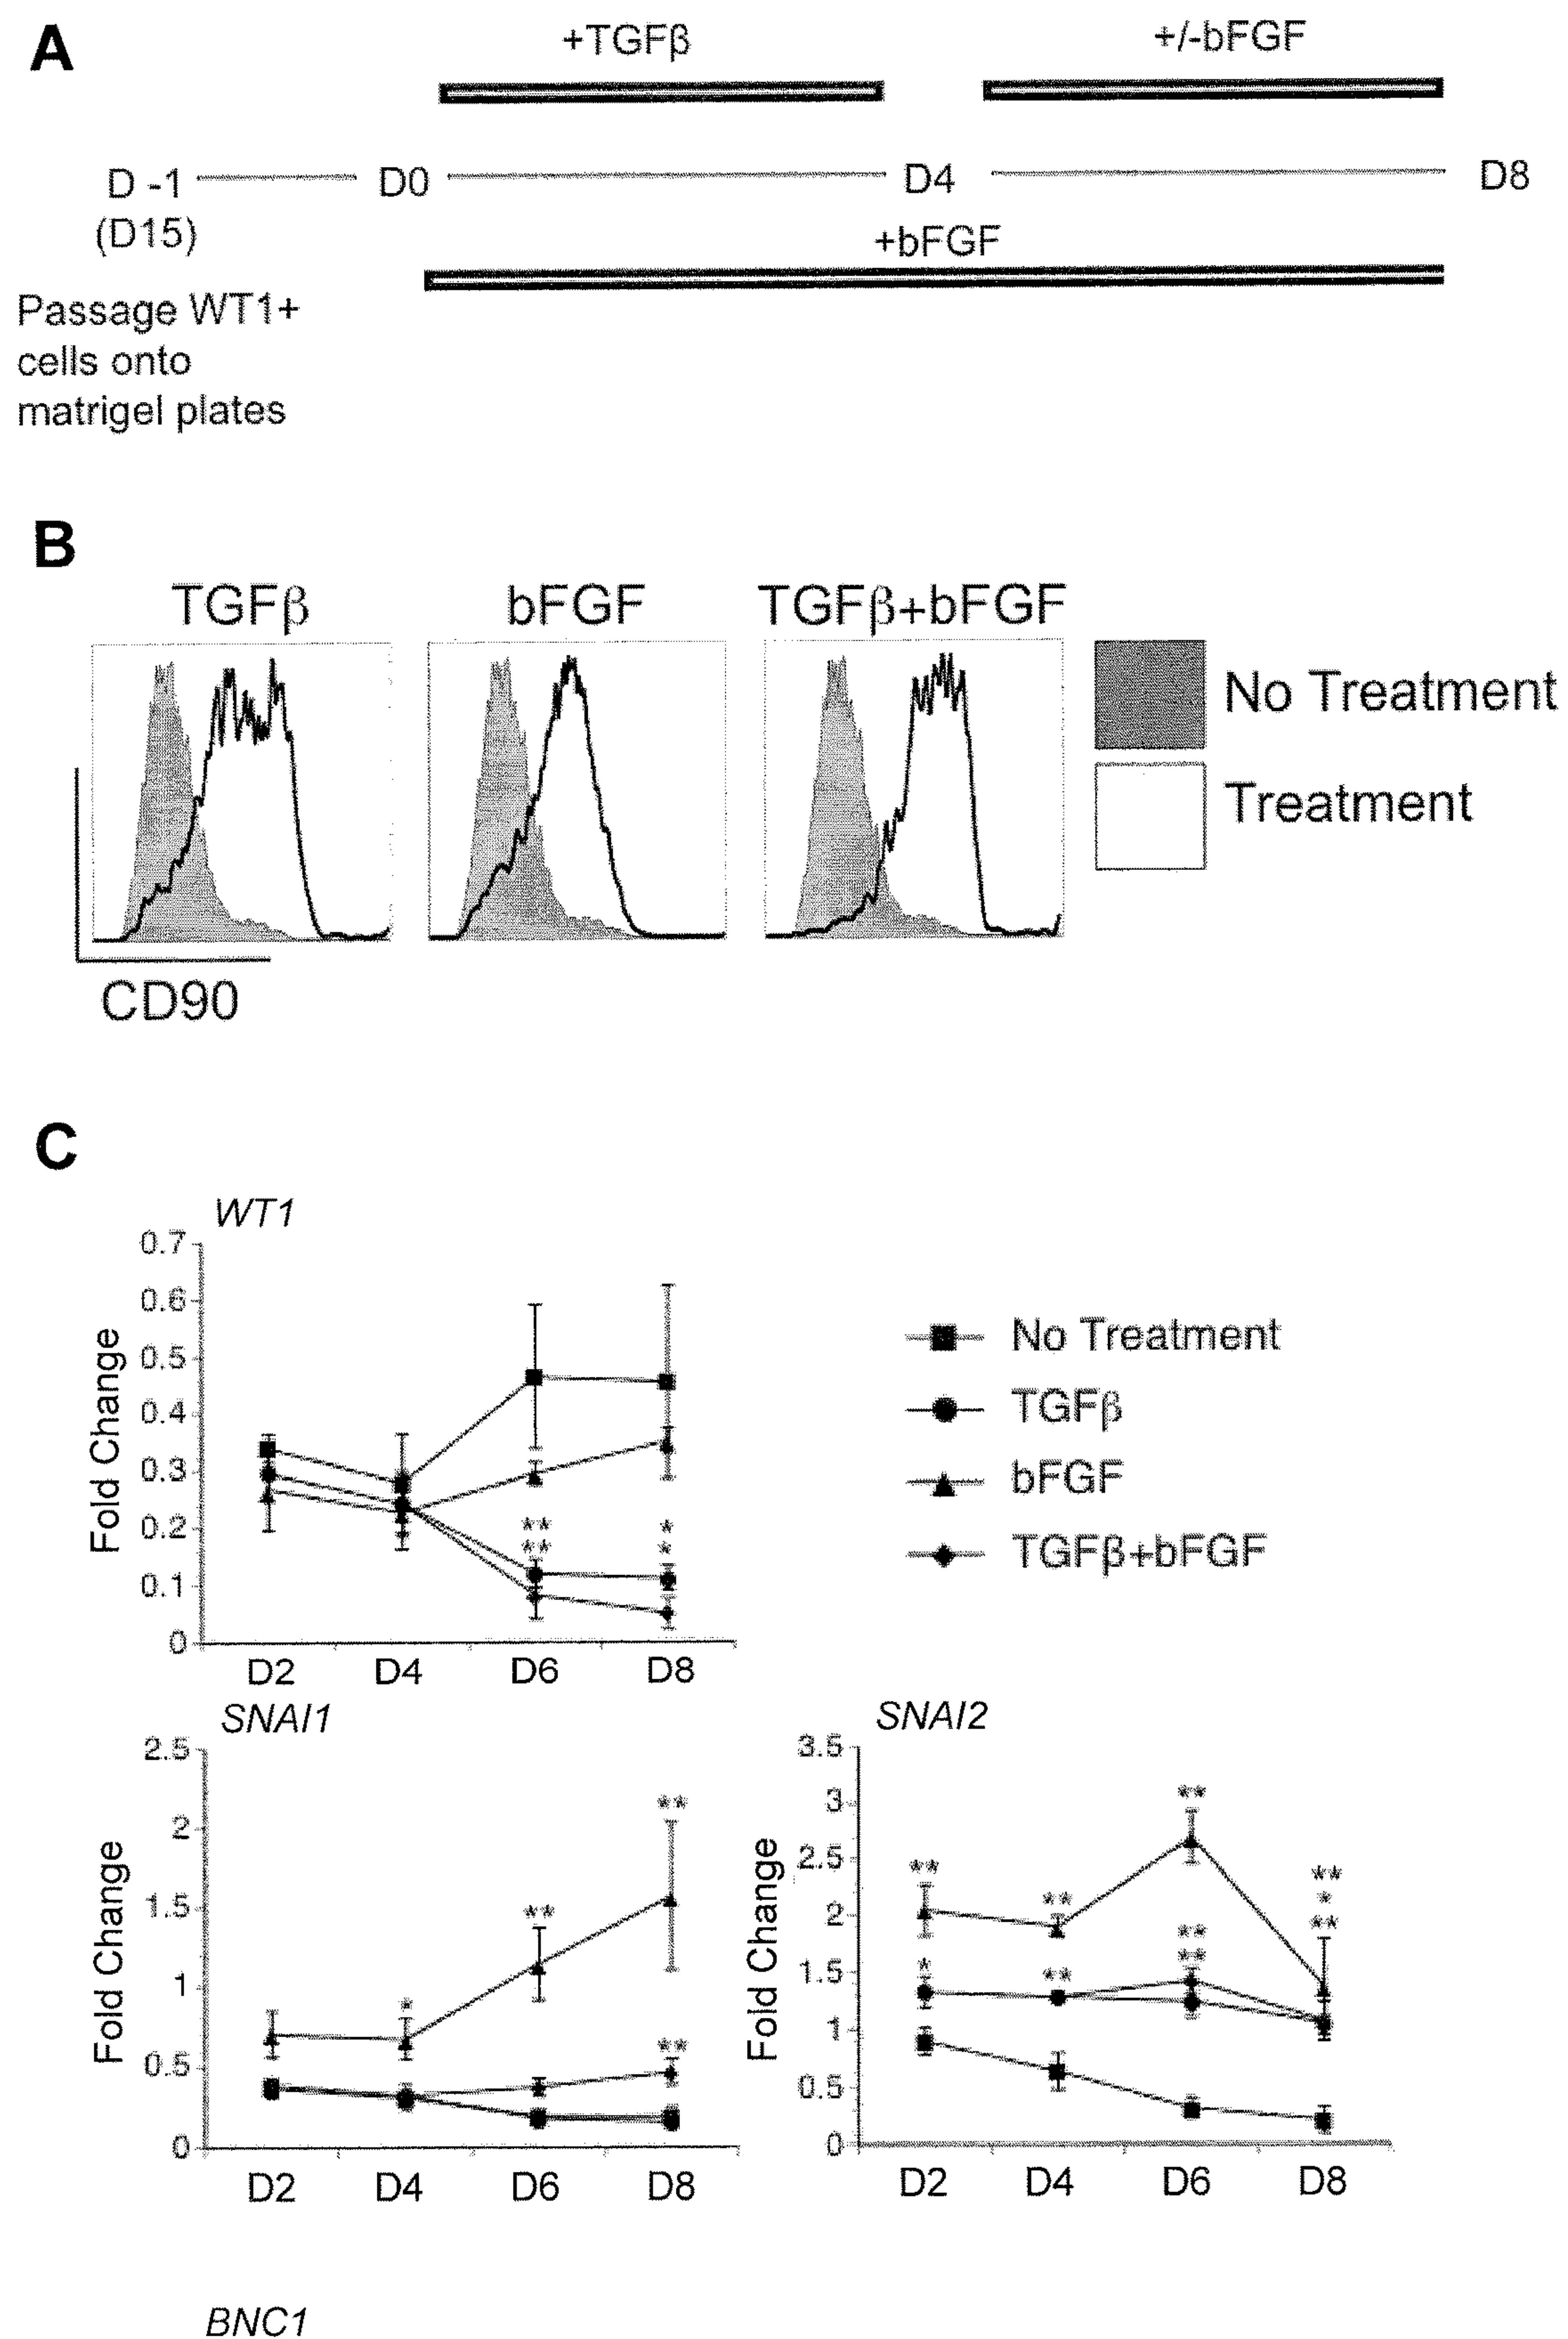 A
+TGFβ
+/-bFGF
D -1
D0
D4
D8
(D15)
+bFGF
Passage WT1+
cells onto
matrigel plates
B
TGFβ
bFGF
TGFβ+bFGF
No Treatment
Treatment
CD90
C
WT1
0.7
0.6
0.5
0.4
0.3
0.2
0.1
0
Fold Change
** *
** *
D2 D4 D6 D8
No Treatment
TGFβ
bFGF
TGFβ+bFGF
SNAI1
2.5
2
1.5
1
0.5
0
Fold Change
**
**
*
**
D2 D4 D6 D8
SNAI2
3.5
3
2.5
2
1.5
1
0.5
0
Fold Change
**
** **
** *
** **
* ** **
D2 D4 D6 D8
BNC1